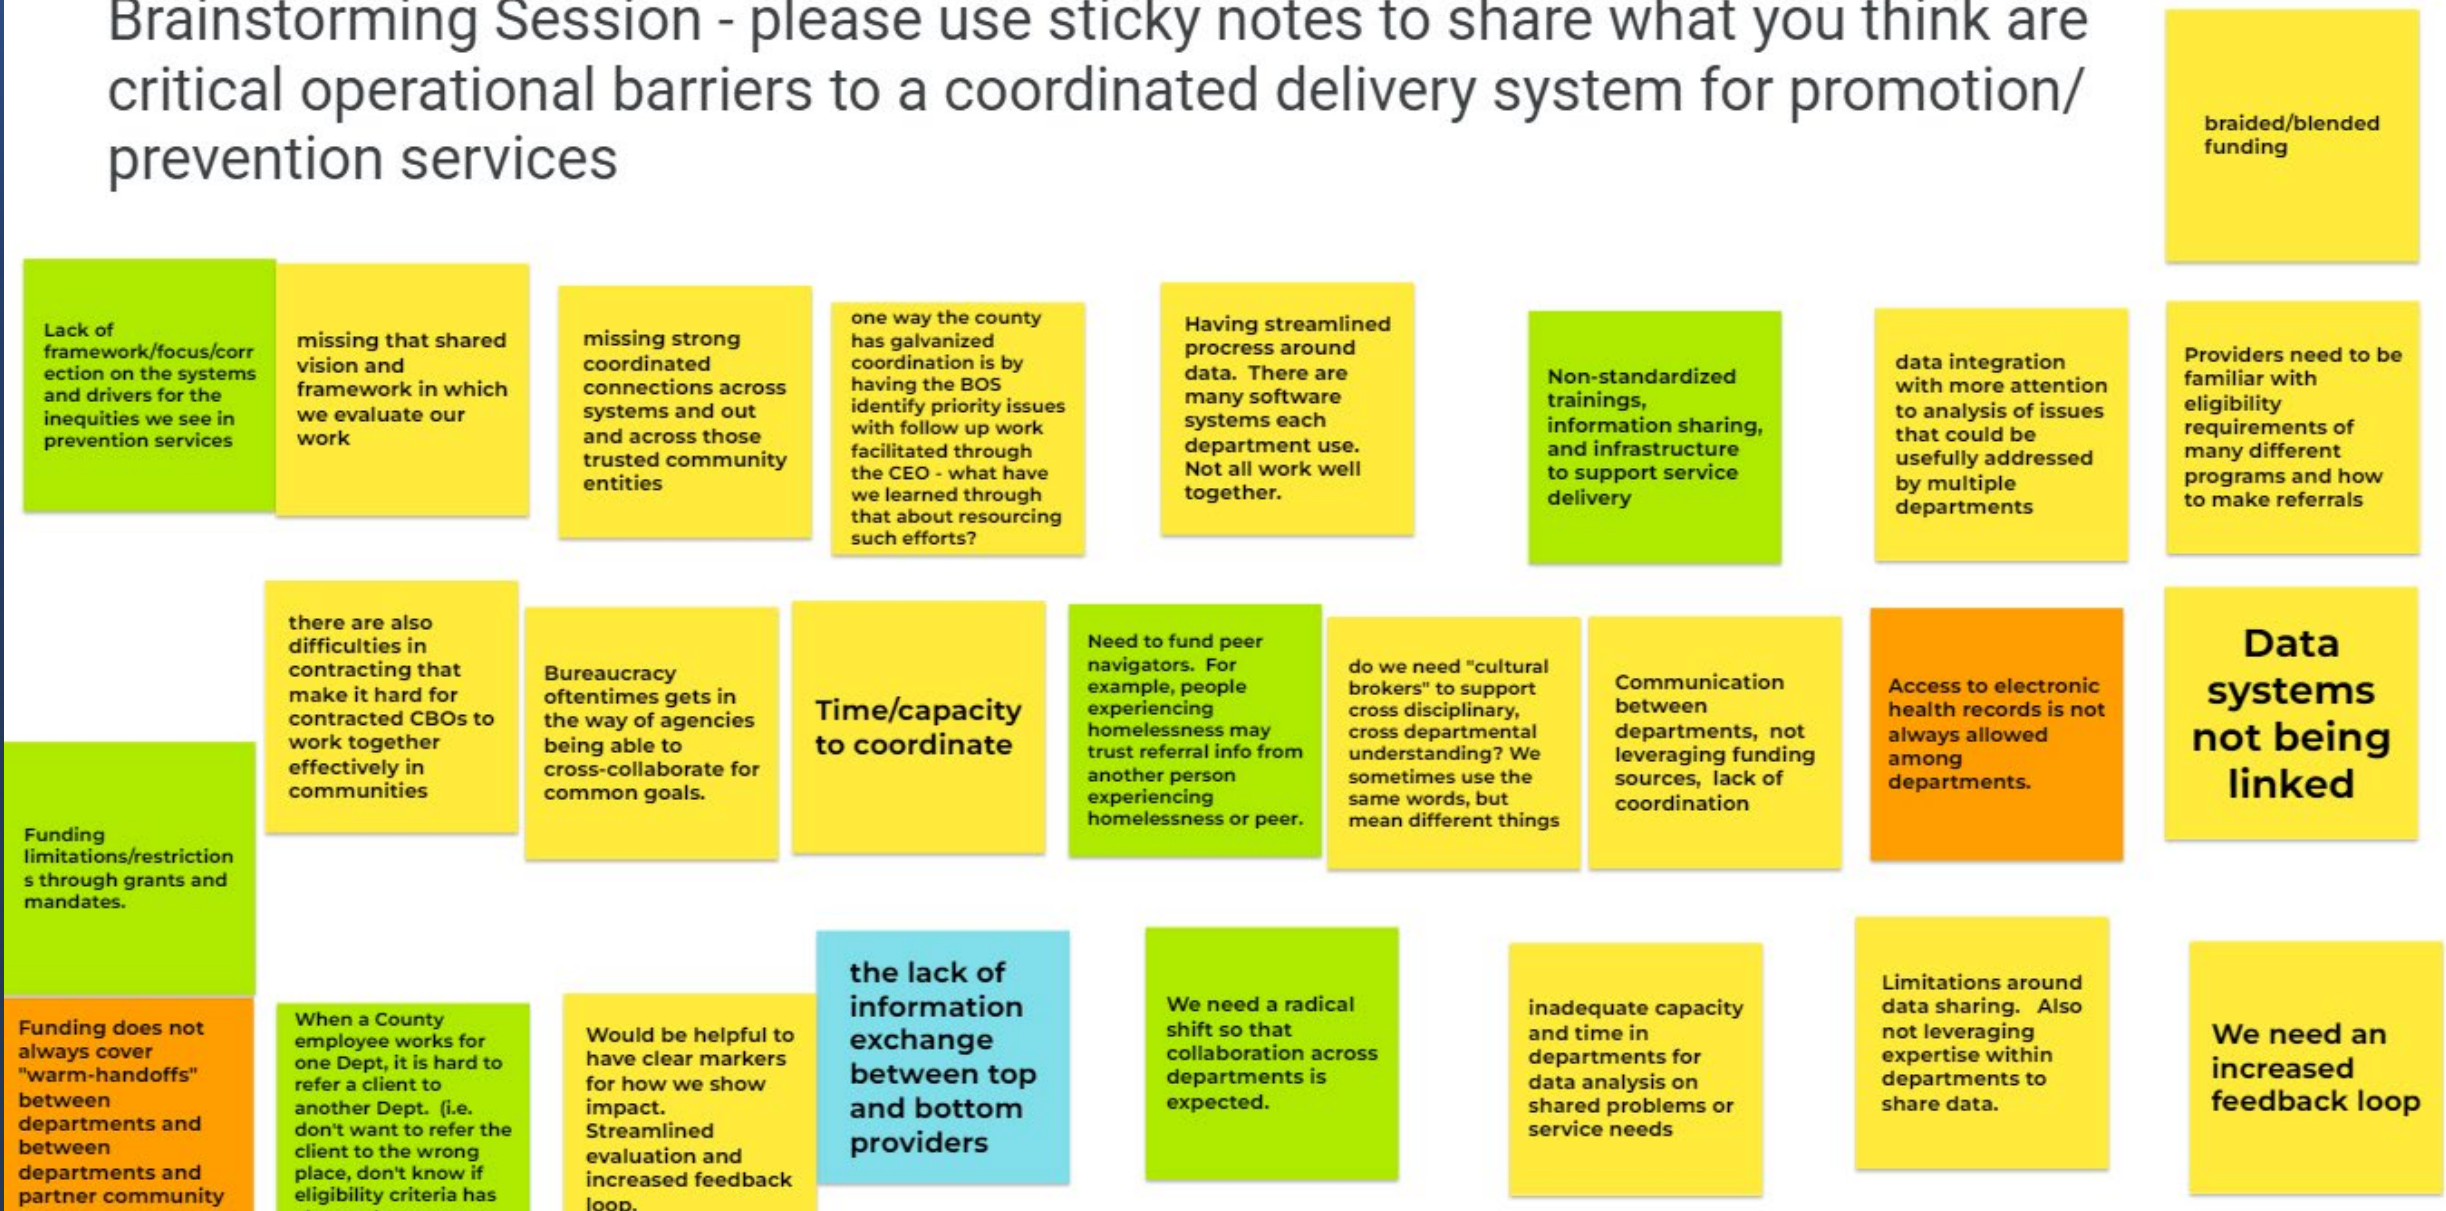 Brainstorming Session - please use sticky notes to share what you think are
critical operational barriers to a coordinated delivery system for promotion/
prevention services
braided/blended
funding
Lack of
framework/focus/corr
ection on the systems
and drivers for the
inequities we see in
prevention services
missing that shared
vision and
framework in which
we evaluate our
work
missing strong
coordinated
connections across
systems and out
and across those
trusted community
entities
one way the county
has galvanized
coordination is by
having the BOS
identify priority issues
with follow up work
facilitated through
the CEO - what have
we learned through
that about resourcing
such efforts?
Having streamlined
procress around
data. There are
many software
systems each
department use.
Not all work well
together.
Non-standardized
trainings,
information sharing,
and infrastructure
to support service
delivery
data integration
with more attention
to analysis of issues
that could be
usefully addressed
by multiple
departments
Providers need to be
familiar with
eligibility
requirements of
many different
programs and how
to make referrals
Funding
limitations/restriction
s through grants and
mandates.
there are also
difficulties in
contracting that
make it hard for
contracted CBOs to
work together
effectively in
communities
Bureaucracy
oftentimes gets in
the way of agencies
being able to
cross-collaborate for
common goals.
Time/capacity
to coordinate
Need to fund peer
navigators. For
example, people
experiencing
homelessness may
trust referral info from
another person
experiencing
homelessness or peer.
do we need "cultural
brokers" to support
cross disciplinary,
cross departmental
understanding? We
sometimes use the
same words, but
mean different things
Communication
between
departments, not
leveraging funding
sources, lack of
coordination
Access to electronic
health records is not
always allowed
among
departments.
Data
systems
not being
linked
Funding does not
always cover
"warm-handoffs"
between
departments and
between
departments and
partner community
When a County
employee works for
one Dept, it is hard to
refer a client to
another Dept. (i.e.
don't want to refer the
client to the wrong
place, don't know if
eligibility criteria has
Would be helpful to
have clear markers
for how we show
impact.
Streamlined
evaluation and
increased feedback
loop.
the lack of
information
exchange
between top
and bottom
providers
We need a radical
shift so that
collaboration across
departments is
expected.
inadequate capacity
and time in
departments for
data analysis on
shared problems or
service needs
Limitations around
data sharing. Also
not leveraging
expertise within
departments to
share data.
We need an
increased
feedback loop